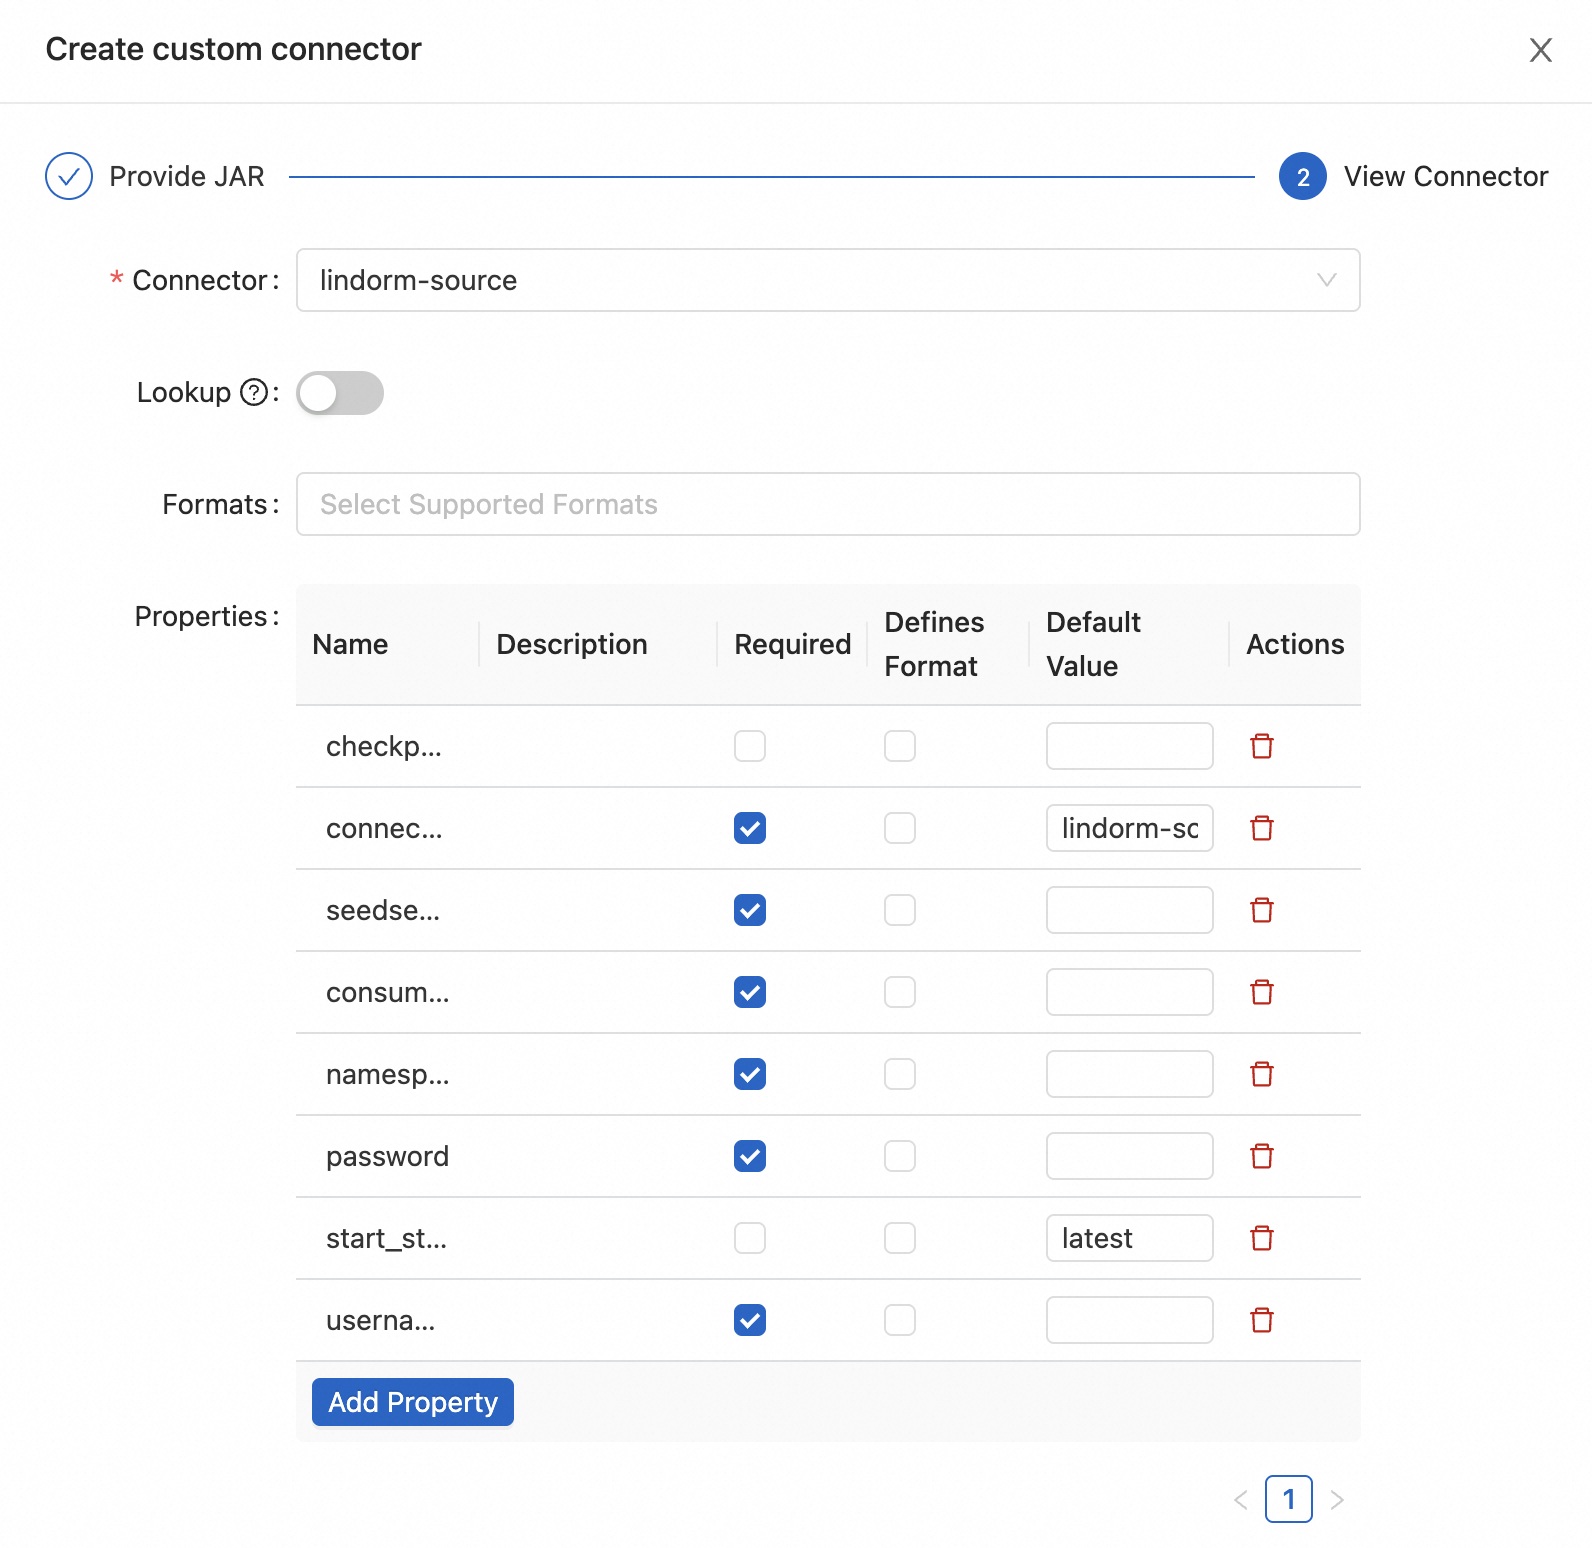 Create custom connector
Provide JAR
2 View Connector
* Connector: lindorm-source
Lookup ? :
Formats: Select Supported Formats
Properties:
Name Description Required Defines Format Default Value Actions
checkp...
connec... lindorm-sc
seedse...
consum...
namesp...
password
start_st... latest
userna...
Add Property
< 1 >